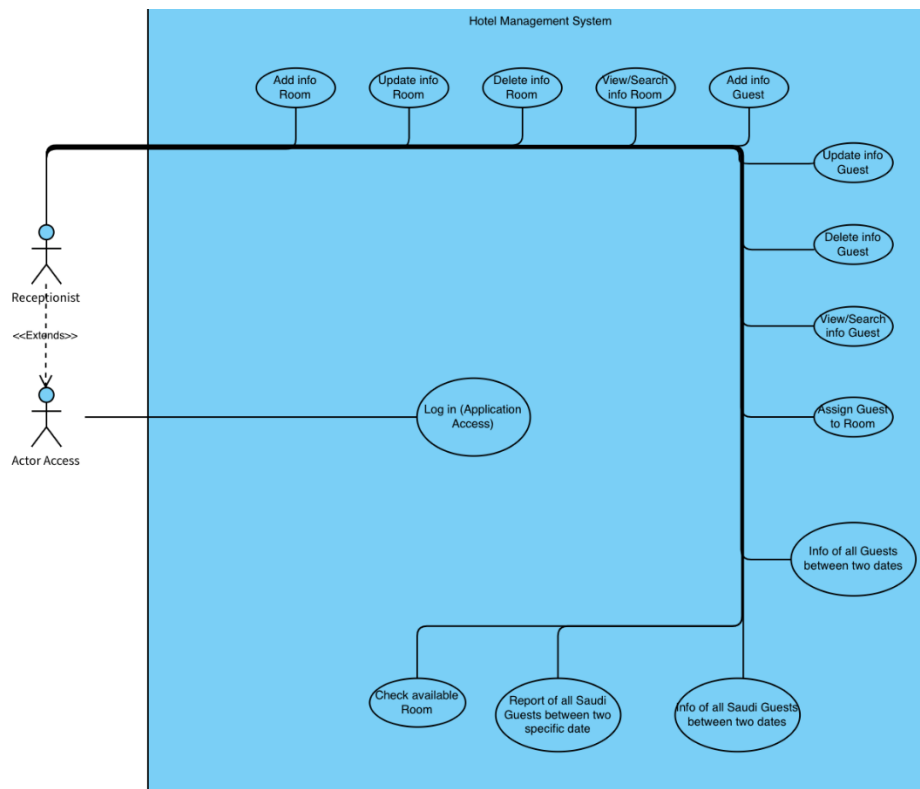 Hotel Management System
Add info
Room
Update info
Room
Delete info
Room
View/Search
info Room
Add info
Guest
Update info
Guest
Delete info
Guest
View/Search
info Guest
Receptionist
<<Extends>>
Actor Access
Log in (Application
Access)
Assign Guest
to Room
Info of all Guests
between two dates
Check available
Room
Report of all Saudi
Guests between two
specific date
Info of all Saudi Guests
between two dates